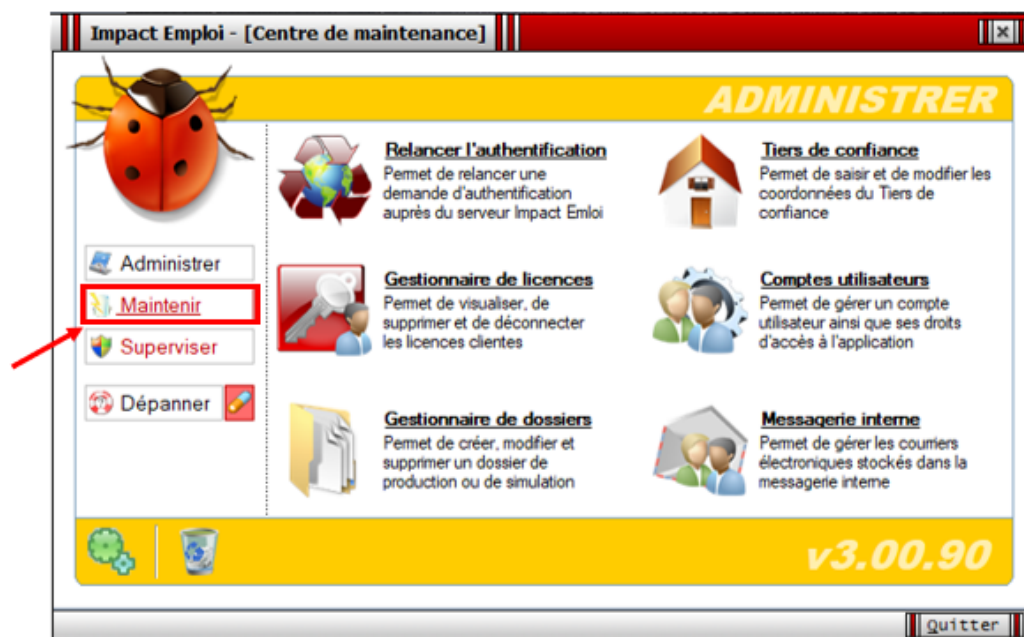 Impact Emploi - [Centre de maintenance]
ADMINISTRER
Relancer l'authentification
Permet de relancer une
demande d'authentification
auprès du serveur Impact Emloi
Tiers de confiance
Permet de saisir et de modifier les
coordonnées du Tiers de
confiance
Administrer
Maintenir
Superviser
Dépanner
Gestionnaire de licences
Permet de visualiser, de
supprimer et de déconnecter
les licences clientes
Comptes utilisateurs
Permet de gérer un compte
utilisateur ainsi que ses droits
d'accès à l'application
Gestionnaire de dossiers
Permet de créer, modifier et
supprimer un dossier de
production ou de simulation
Messagerie interne
Permet de gérer les courriers
électroniques stockés dans la
messagerie interne
v3.00.90
Quitter